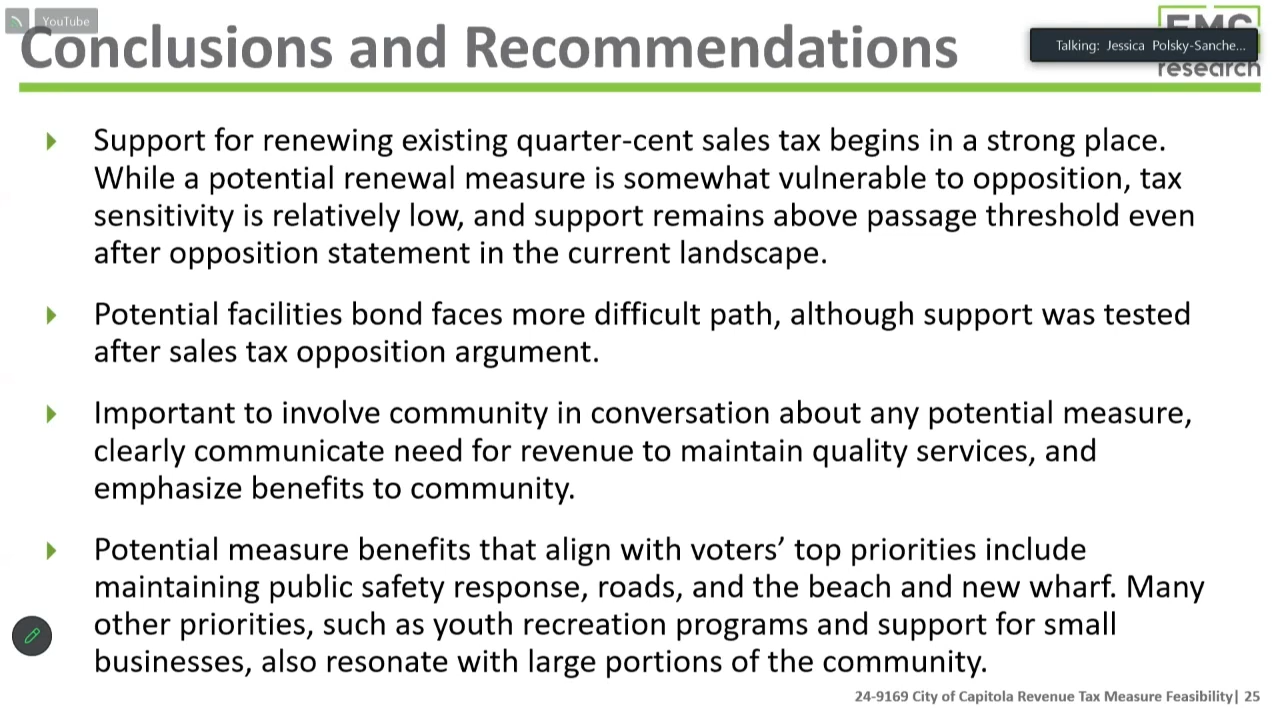 YouTube
Conclusions and Recommendations
Talking: Jessica Polsky-Sanche...
EMC
research
Support for renewing existing quarter-cent sales tax begins in a strong place.
While a potential renewal measure is somewhat vulnerable to opposition, tax
sensitivity is relatively low, and support remains above passage threshold even
after opposition statement in the current landscape.
Potential facilities bond faces more difficult path, although support was tested
after sales tax opposition argument.
Important to involve community in conversation about any potential measure,
clearly communicate need for revenue to maintain quality services, and
emphasize benefits to community.
Potential measure benefits that align with voters’ top priorities include
maintaining public safety response, roads, and the beach and new wharf. Many
other priorities, such as youth recreation programs and support for small
businesses, also resonate with large portions of the community.
24-9169 City of Capitola Revenue Tax Measure Feasibility| 25